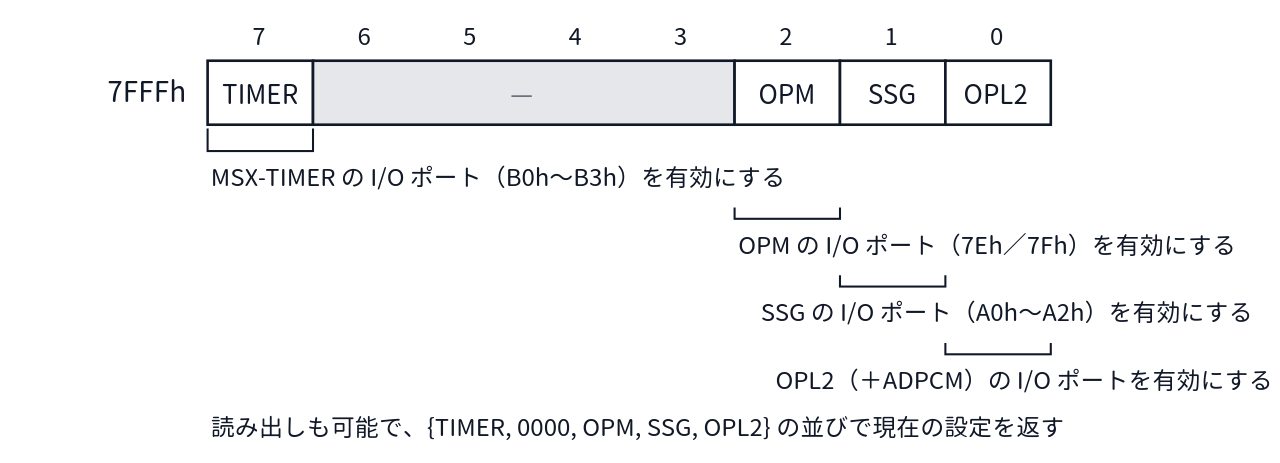 7 6 5 4 3 2 1 0
7FFFh TIMER — OPM SSG OPL2
MSX-TIMER の I/O ポート（B0h～B3h）を有効にする
OPM の I/O ポート（7Eh／7Fh）を有効にする
SSG の I/O ポート（A0h～A2h）を有効にする
OPL2（＋ADPCM）の I/O ポートを有効にする
読み出しも可能で、{TIMER, 0000, OPM, SSG, OPL2} の並びで現在の設定を返す